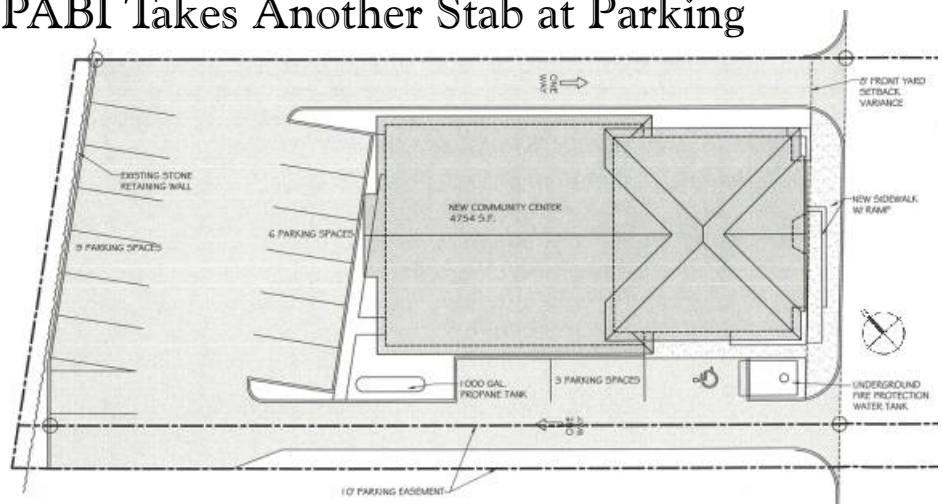 PABI Takes Another Stab at Parking
ONE
WAY
8' FRONT YARD
SETBACK
VARIANCE
EXISTING STONE
RETAINING WALL
NEW COMMUNITY CENTER
4754 S.F.
NEW SIDEWALK
W/ RAMP
6 PARKING SPACES
9 PARKING SPACES
1000 GAL.
PROPANE TANK
3 PARKING SPACES
UNDERGROUND
FIRE PROTECTION
WATER TANK
ONE
WAY
10' PARKING EASEMENT